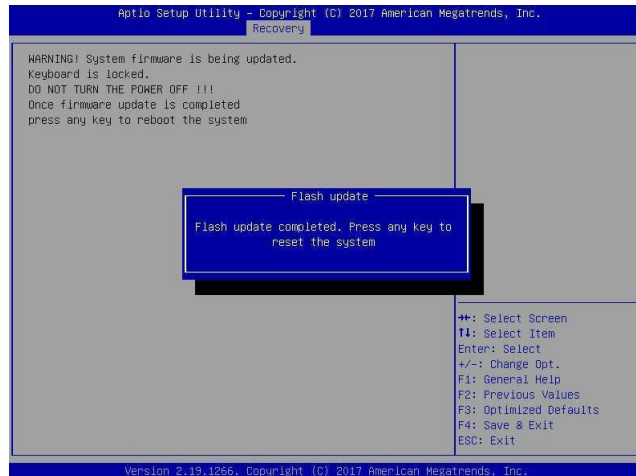 Aptio Setup Utility – Copyright (C) 2017 American Megatrends, Inc.
Recovery
WARNING! System firmware is being updated.
Keyboard is locked.
DO NOT TURN THE POWER OFF !!!
Once firmware update is completed
press any key to reboot the system
Flash update
Flash update completed. Press any key to
reset the system
→←: Select Screen
↑↓: Select Item
Enter: Select
+/-: Change Opt.
F1: General Help
F2: Previous Values
F3: Optimized Defaults
F4: Save & Exit
ESC: Exit
Version 2.19.1266. Copyright (C) 2017 American Megatrends, Inc.